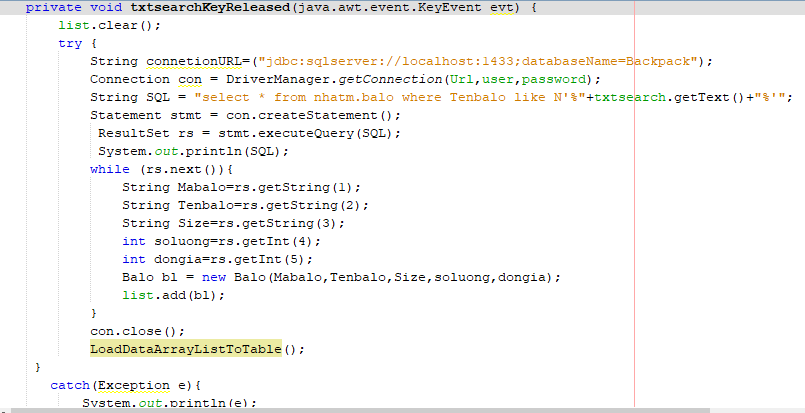 private void txtsearchKeyReleased(java.awt.event.KeyEvent evt) {
list.clear();
try {
String connetionURL=("jdbc:sqlserver://localhost:1433;databaseName=Backpack");
Connection con = DriverManager.getConnection(Url,user,password);
String SQL = "select * from nhatm.balo where Tenbalo like N'%"+txtsearch.getText()+"%'";
Statement stmt = con.createStatement();
ResultSet rs = stmt.executeQuery(SQL);
System.out.println(SQL);
while (rs.next()){
String Mabalo=rs.getString(1);
String Tenbalo=rs.getString(2);
String Size=rs.getString(3);
int soluong=rs.getInt(4);
int dongia=rs.getInt(5);
Balo bl = new Balo(Mabalo,Tenbalo,Size,soluong,dongia);
list.add(bl);
}
con.close();
LoadDataArrayListToTable();
}
catch(Exception e){
System.out.println(e);